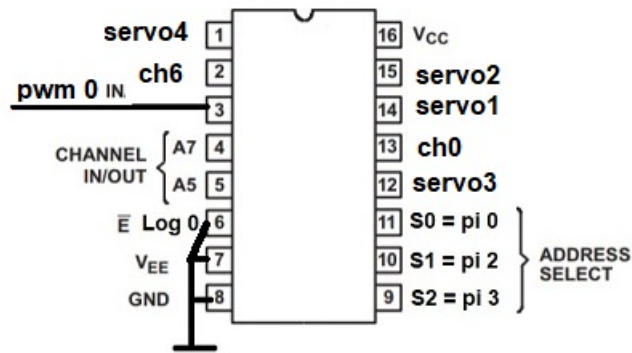 servo4 1 16 VCC
ch6 2 15 servo2
pwm 0 IN. 3 14 servo1
CHANNEL IN/OUT A7 4 13 ch0
A5 5 12 servo3
E̅ Log 0 6 11 S0 = pi 0
VEE 7 10 S1 = pi 2 ADDRESS SELECT
GND 8 9 S2 = pi 3